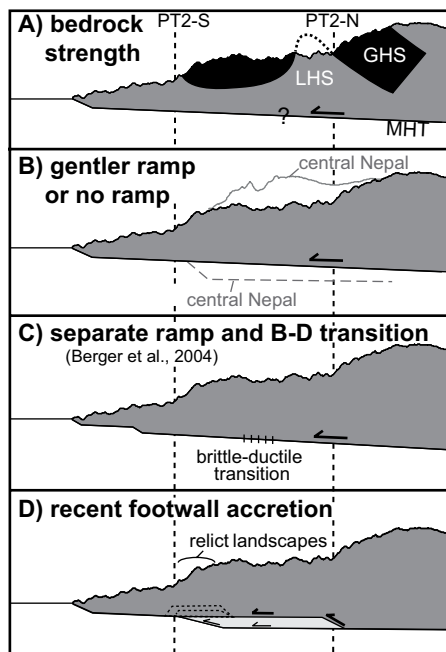 PT2-S
PT2-N
A) bedrock
strength
GHS
LHS
?
MHT
B) gentler ramp
or no ramp
central Nepal
central Nepal
C) separate ramp and B-D transition
(Berger et al., 2004)
brittle-ductile
transition
D) recent footwall accretion
relict landscapes